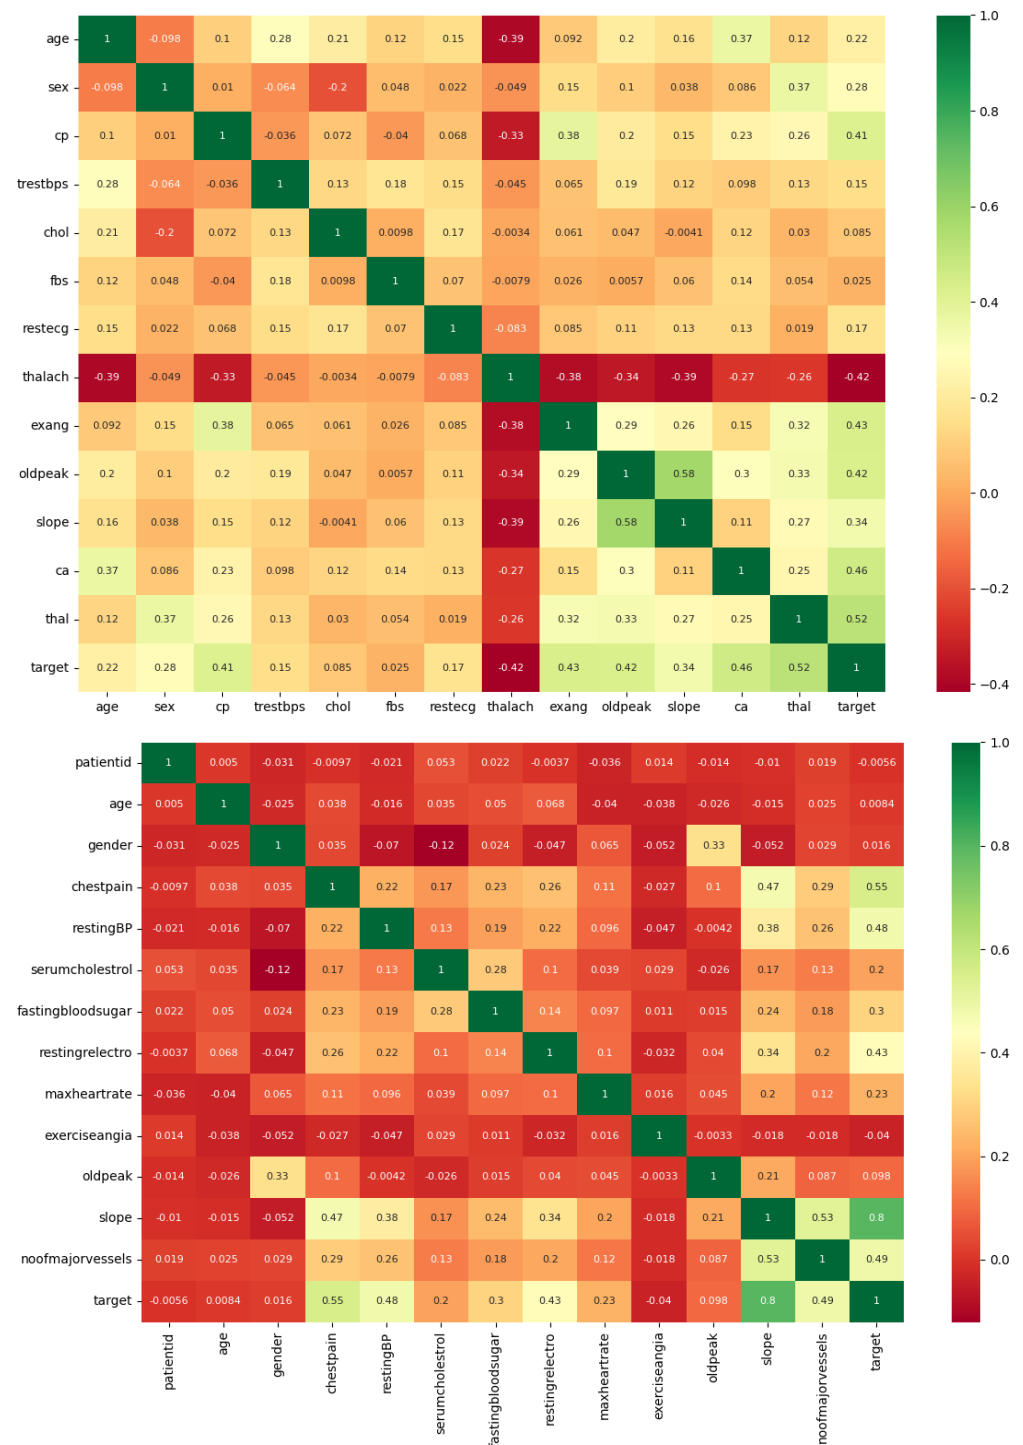 age 1 -0.098 0.1 0.28 0.21 0.12 0.15 -0.39 0.092 0.2 0.16 0.37 0.12 0.22
sex -0.098 1 0.01 -0.064 -0.2 0.048 0.022 -0.049 0.15 0.1 0.038 0.086 0.37 0.28
cp 0.1 0.01 1 -0.036 0.072 -0.04 0.068 -0.33 0.38 0.2 0.15 0.23 0.26 0.41
trestbps 0.28 -0.064 -0.036 1 0.13 0.18 0.15 -0.045 0.065 0.19 0.12 0.098 0.13 0.15
chol 0.21 -0.2 0.072 0.13 1 0.0098 0.17 -0.0034 0.061 0.047 -0.0041 0.12 0.03 0.085
fbs 0.12 0.048 -0.04 0.18 0.0098 1 0.07 -0.0079 0.026 0.0057 0.06 0.14 0.054 0.025
restecg 0.15 0.022 0.068 0.15 0.17 0.07 1 -0.083 0.085 0.11 0.13 0.13 0.019 0.17
thalach -0.39 -0.049 -0.33 -0.045 -0.0034 -0.0079 -0.083 1 -0.38 -0.34 -0.39 -0.27 -0.26 -0.42
exang 0.092 0.15 0.38 0.065 0.061 0.026 0.085 -0.38 1 0.29 0.26 0.15 0.32 0.43
oldpeak 0.2 0.1 0.2 0.19 0.047 0.0057 0.11 -0.34 0.29 1 0.58 0.3 0.33 0.42
slope 0.16 0.038 0.15 0.12 -0.0041 0.06 0.13 -0.39 0.26 0.58 1 0.11 0.27 0.34
ca 0.37 0.086 0.23 0.098 0.12 0.14 0.13 -0.27 0.15 0.3 0.11 1 0.25 0.46
thal 0.12 0.37 0.26 0.13 0.03 0.054 0.019 -0.26 0.32 0.33 0.27 0.25 1 0.52
target 0.22 0.28 0.41 0.15 0.085 0.025 0.17 -0.42 0.43 0.42 0.34 0.46 0.52 1
age sex cp trestbps chol fbs restecg thalach exang oldpeak slope ca thal target
1.0
0.8
0.6
0.4
0.2
0.0
−0.2
−0.4
patientid 1 0.005 -0.031 -0.0097 -0.021 0.053 0.022 -0.0037 -0.036 0.014 -0.014 -0.01 0.019 -0.0056
age 0.005 1 -0.025 0.038 -0.016 0.035 0.05 0.068 -0.04 -0.038 -0.026 -0.015 0.025 0.0084
gender -0.031 -0.025 1 0.035 -0.07 -0.12 0.024 -0.047 0.065 -0.052 0.33 -0.052 0.029 0.016
chestpain -0.0097 0.038 0.035 1 0.22 0.17 0.23 0.26 0.11 -0.027 0.1 0.47 0.29 0.55
restingBP -0.021 -0.016 -0.07 0.22 1 0.13 0.19 0.22 0.096 -0.047 -0.0042 0.38 0.26 0.48
serumcholestrol 0.053 0.035 -0.12 0.17 0.13 1 0.28 0.1 0.039 0.029 -0.026 0.17 0.13 0.2
fastingbloodsugar 0.022 0.05 0.024 0.23 0.19 0.28 1 0.14 0.097 0.011 0.015 0.24 0.18 0.3
restingrelectro -0.0037 0.068 -0.047 0.26 0.22 0.1 0.14 1 0.1 -0.032 0.04 0.34 0.2 0.43
maxheartrate -0.036 -0.04 0.065 0.11 0.096 0.039 0.097 0.1 1 0.016 0.045 0.2 0.12 0.23
exerciseangia 0.014 -0.038 -0.052 -0.027 -0.047 0.029 0.011 -0.032 0.016 1 -0.0033 -0.018 -0.018 -0.04
oldpeak -0.014 -0.026 0.33 0.1 -0.0042 -0.026 0.015 0.04 0.045 -0.0033 1 0.21 0.087 0.098
slope -0.01 -0.015 -0.052 0.47 0.38 0.17 0.24 0.34 0.2 -0.018 0.21 1 0.53 0.8
noofmajorvessels 0.019 0.025 0.029 0.29 0.26 0.13 0.18 0.2 0.12 -0.018 0.087 0.53 1 0.49
target -0.0056 0.0084 0.016 0.55 0.48 0.2 0.3 0.43 0.23 -0.04 0.098 0.8 0.49 1
patientid age gender chestpain restingBP serumcholestrol fastingbloodsugar restingrelectro maxheartrate exerciseangia oldpeak slope noofmajorvessels target
1.0
0.8
0.6
0.4
0.2
0.0